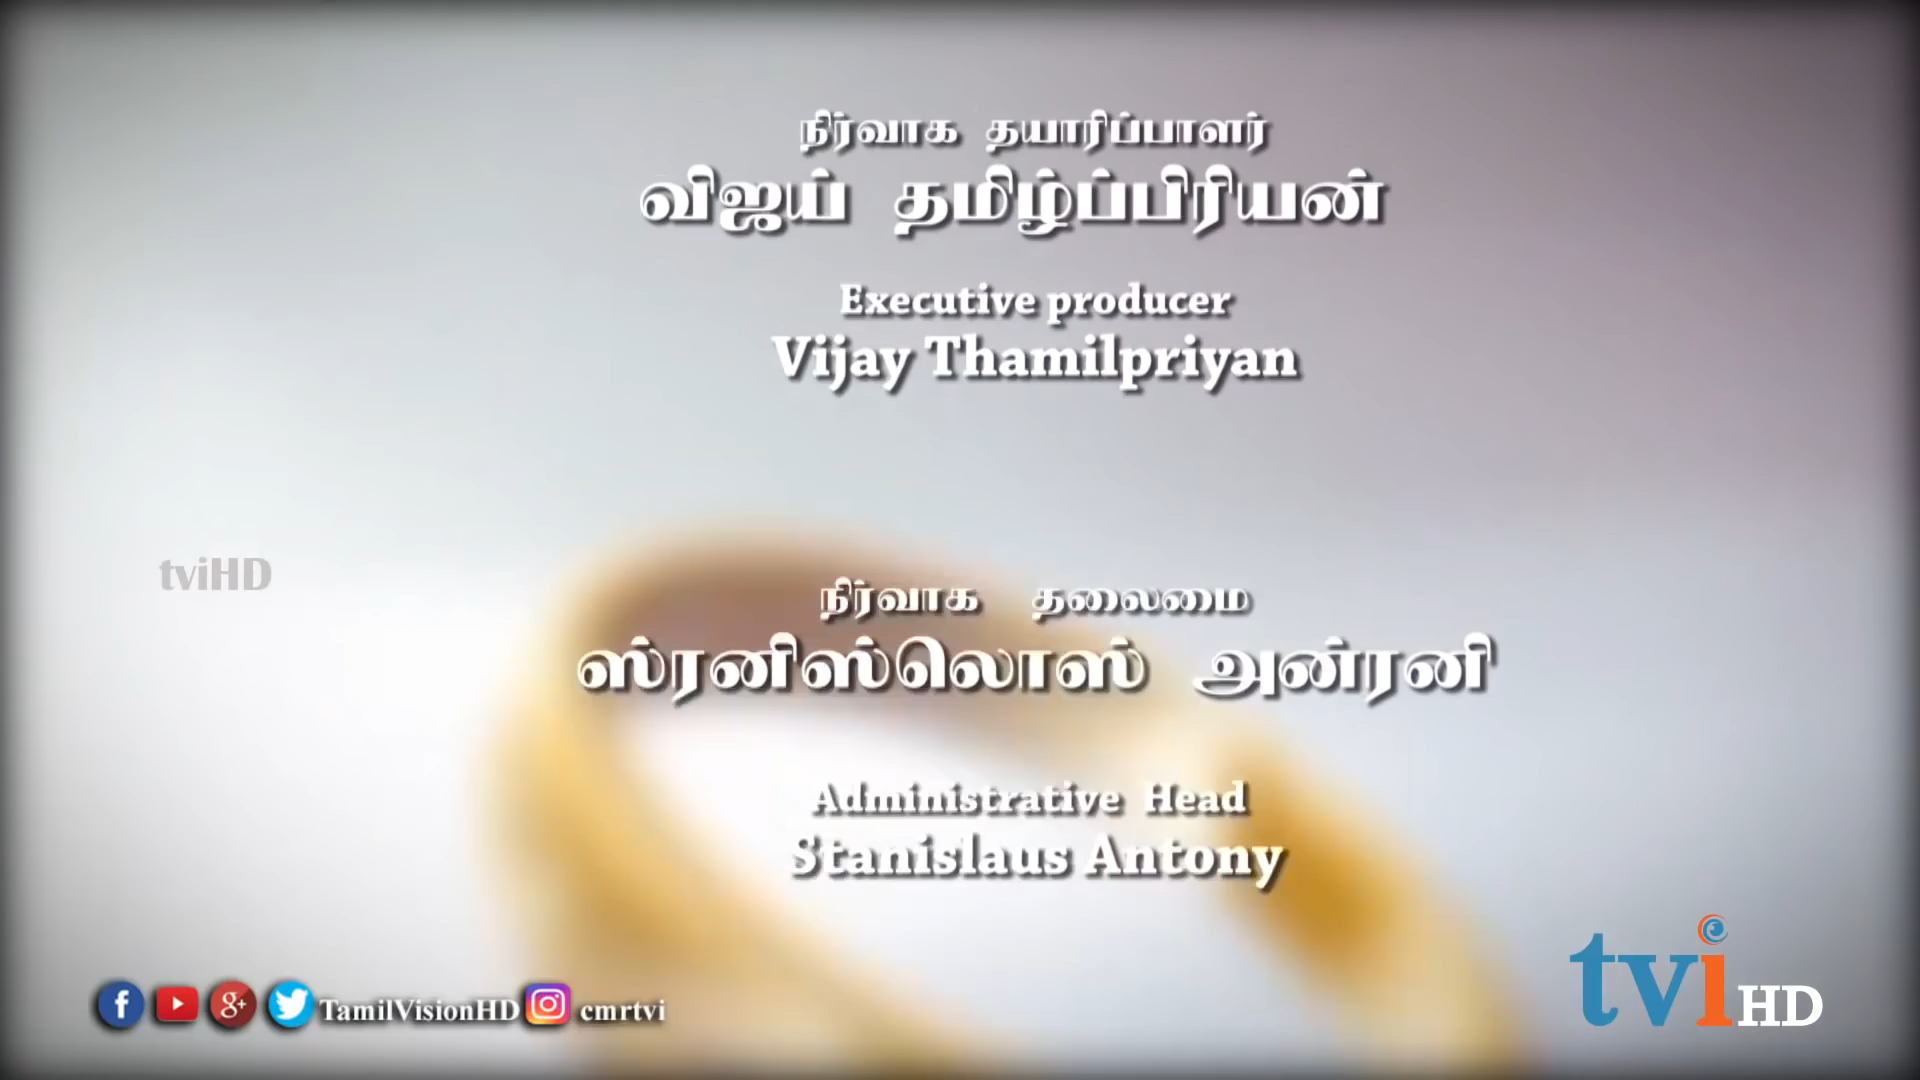 நிர்வாக தயாரிப்பாளர்
விஜய் தமிழ்ப்பிரியன்
Executive producer
Vijay Thamilpriyan
tviHD
நிர்வாக தலைமை
ஸ்ரனிஸ்லொஸ் அன்ரனி
Administrative Head
Stanislaus Antony
TamilVisionHD cmrtvi
tvi HD